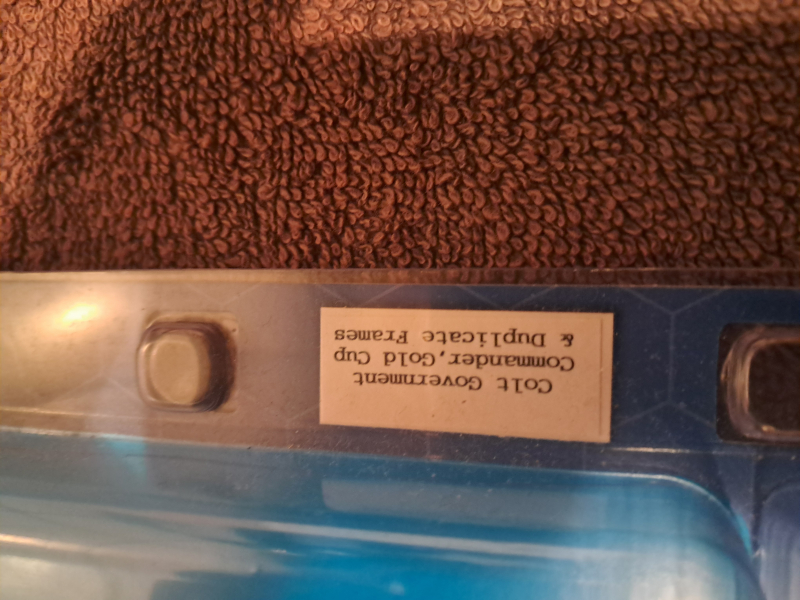 Colt Government
Commander,Gold Cup
& Duplicate Frames